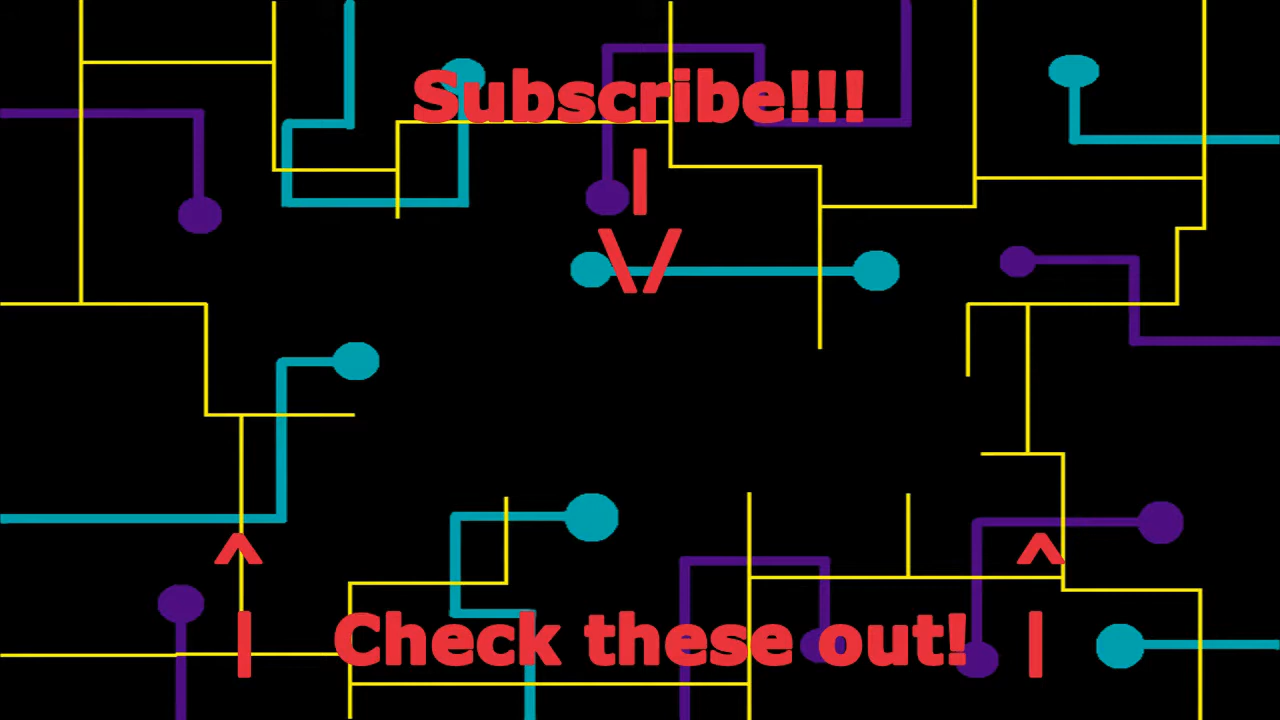 Subscribe!!!
|
\/
^ ^
| Check these out! |